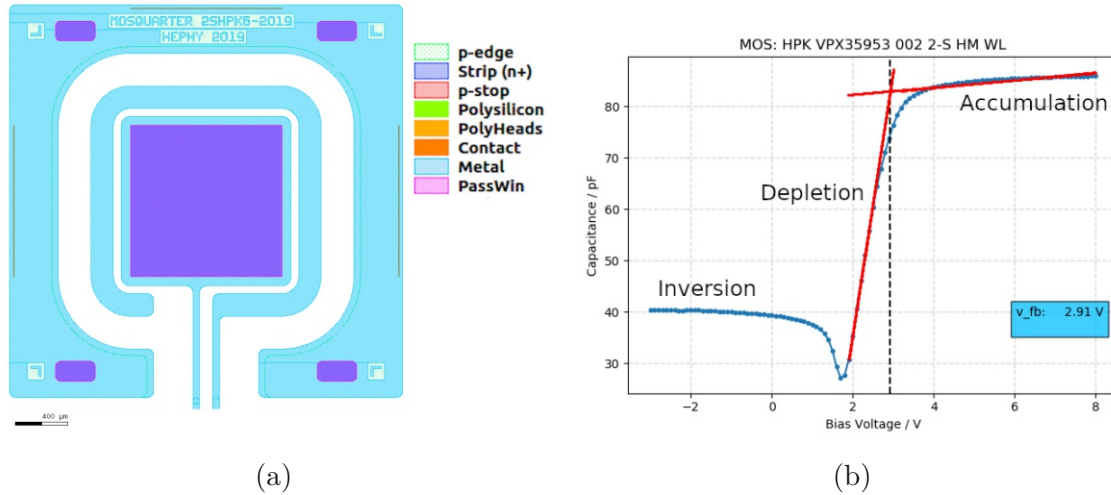 MOSQUARTER 2SHPK6-2019
HEPHY 2019
p-edge
Strip (n+)
p-stop
Polysilicon
PolyHeads
Contact
Metal
PassWin
400 µm
(a)
MOS: HPK VPX35953 002 2-S HM WL
Capacitance / pF
80
70
60
50
40
30
Accumulation
Depletion
Inversion
v_fb: 2.91 V
−2
0
2
4
6
8
Bias Voltage / V
(b)